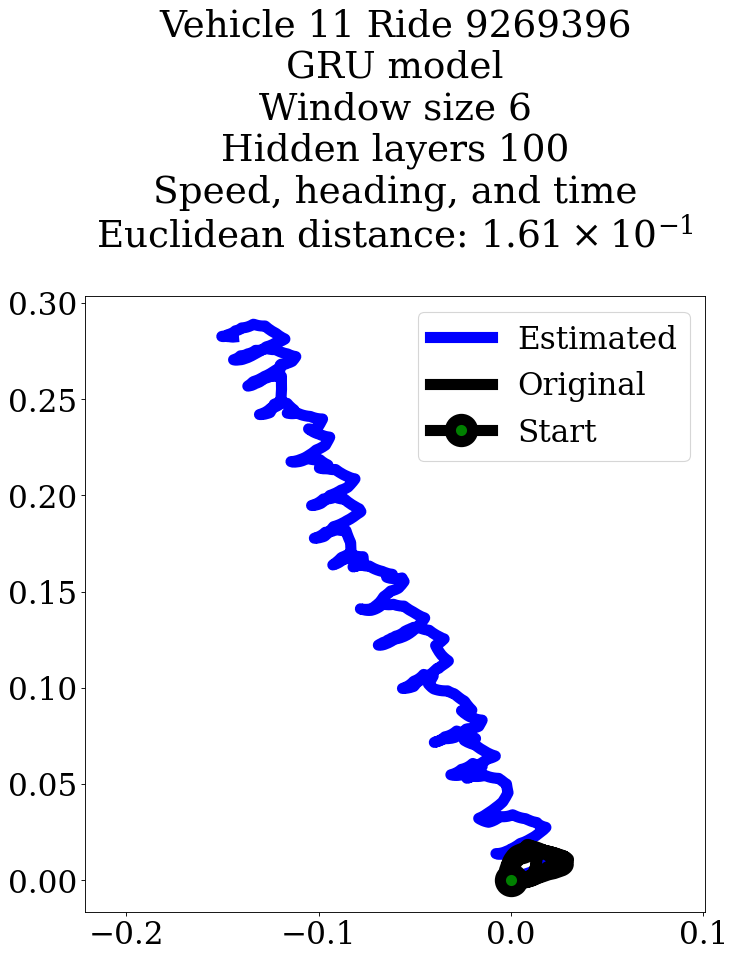 Vehicle 11 Ride 9269396
GRU model
Window size 6
Hidden layers 100
Speed, heading, and time
Euclidean distance: 1.61 × 10⁻¹
0.30
0.25
0.20
0.15
0.10
0.05
0.00
Estimated
Original
Start
−0.2
−0.1
0.0
0.1